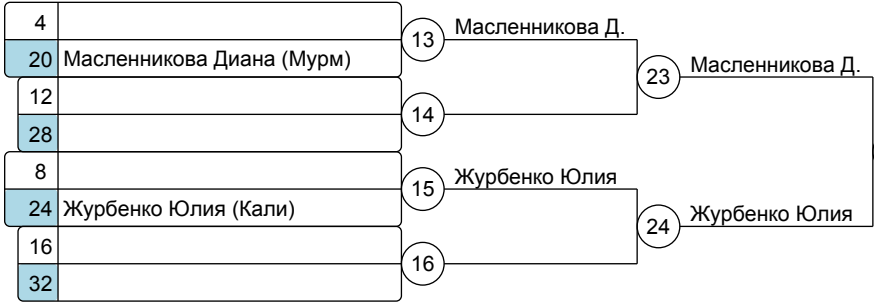 4
13 Масленникова Д.
20 Масленникова Диана (Мурм)
23 Масленникова Д.
12
14
28
8
15 Журбенко Юлия
24 Журбенко Юлия (Кали)
24 Журбенко Юлия
16
16
32